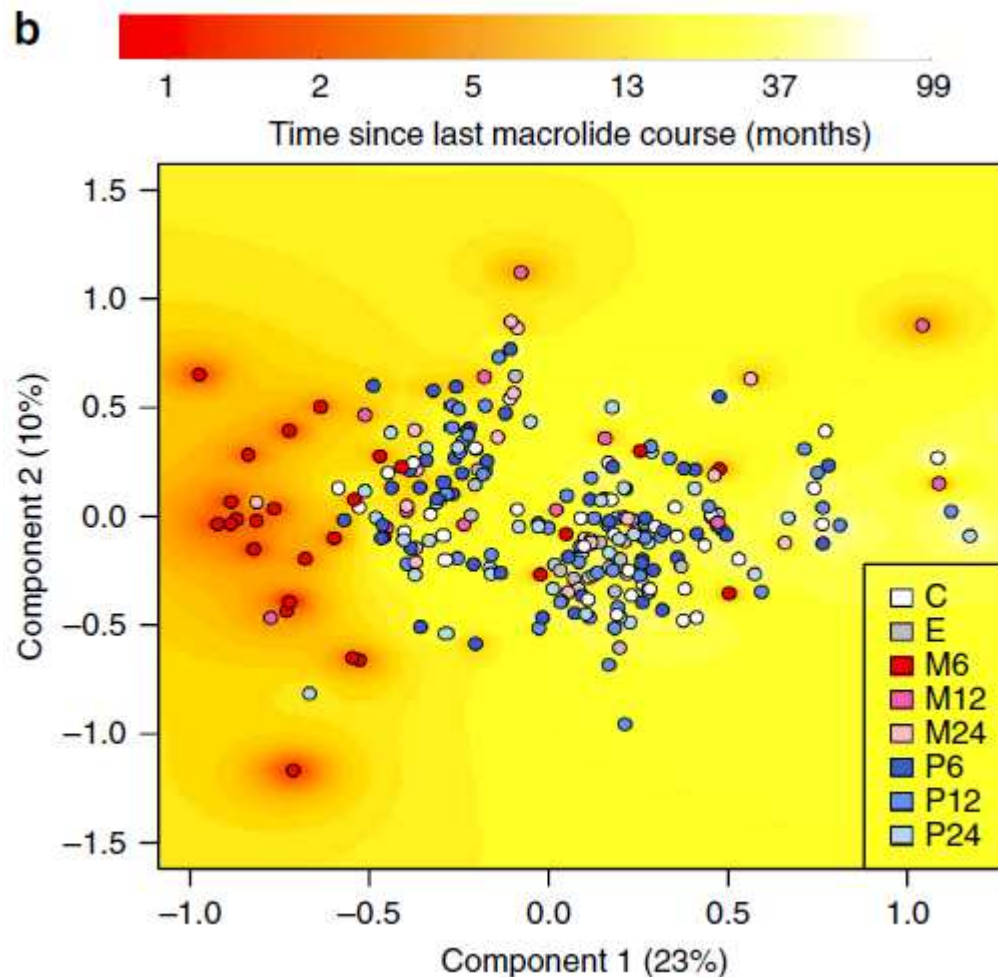 b
1 2 5 13 37 99
Time since last macrolide course (months)
1.5
1.0
0.5
0.0
−0.5
−1.0
−1.5
Component 2 (10%)
C
E
M6
M12
M24
P6
P12
P24
−1.0 −0.5 0.0 0.5 1.0
Component 1 (23%)